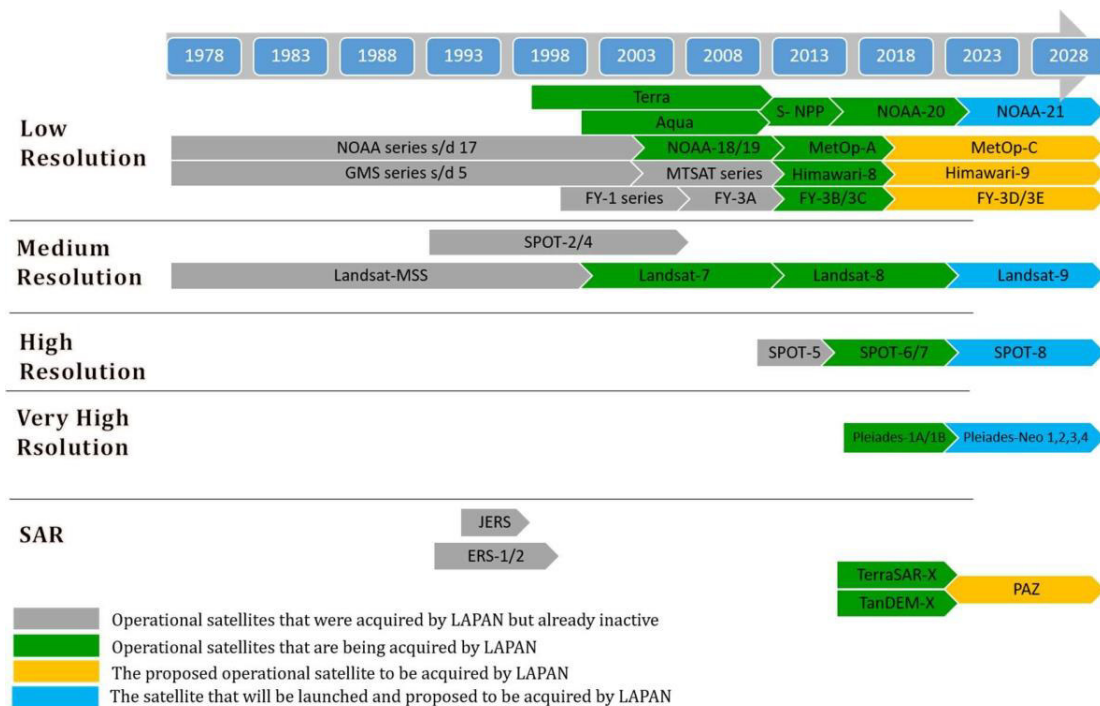 1978 1983 1988 1993 1998 2003 2008 2013 2018 2023 2028
Low
Resolution
Terra
Aqua
S- NPP
NOAA-20
NOAA-21
NOAA series s/d 17
NOAA-18/19
MetOp-A
MetOp-C
GMS series s/d 5
MTSAT series
Himawari-8
Himawari-9
FY-1 series
FY-3A
FY-3B/3C
FY-3D/3E
Medium
Resolution
SPOT-2/4
Landsat-MSS
Landsat-7
Landsat-8
Landsat-9
High
Resolution
SPOT-5
SPOT-6/7
SPOT-8
Very High
Rsolution
Pleiades-1A/1B
Pleiades-Neo 1,2,3,4
SAR
JERS
ERS-1/2
TerraSAR-X
TanDEM-X
PAZ
Operational satellites that were acquired by LAPAN but already inactive
Operational satellites that are being acquired by LAPAN
The proposed operational satellite to be acquired by LAPAN
The satellite that will be launched and proposed to be acquired by LAPAN